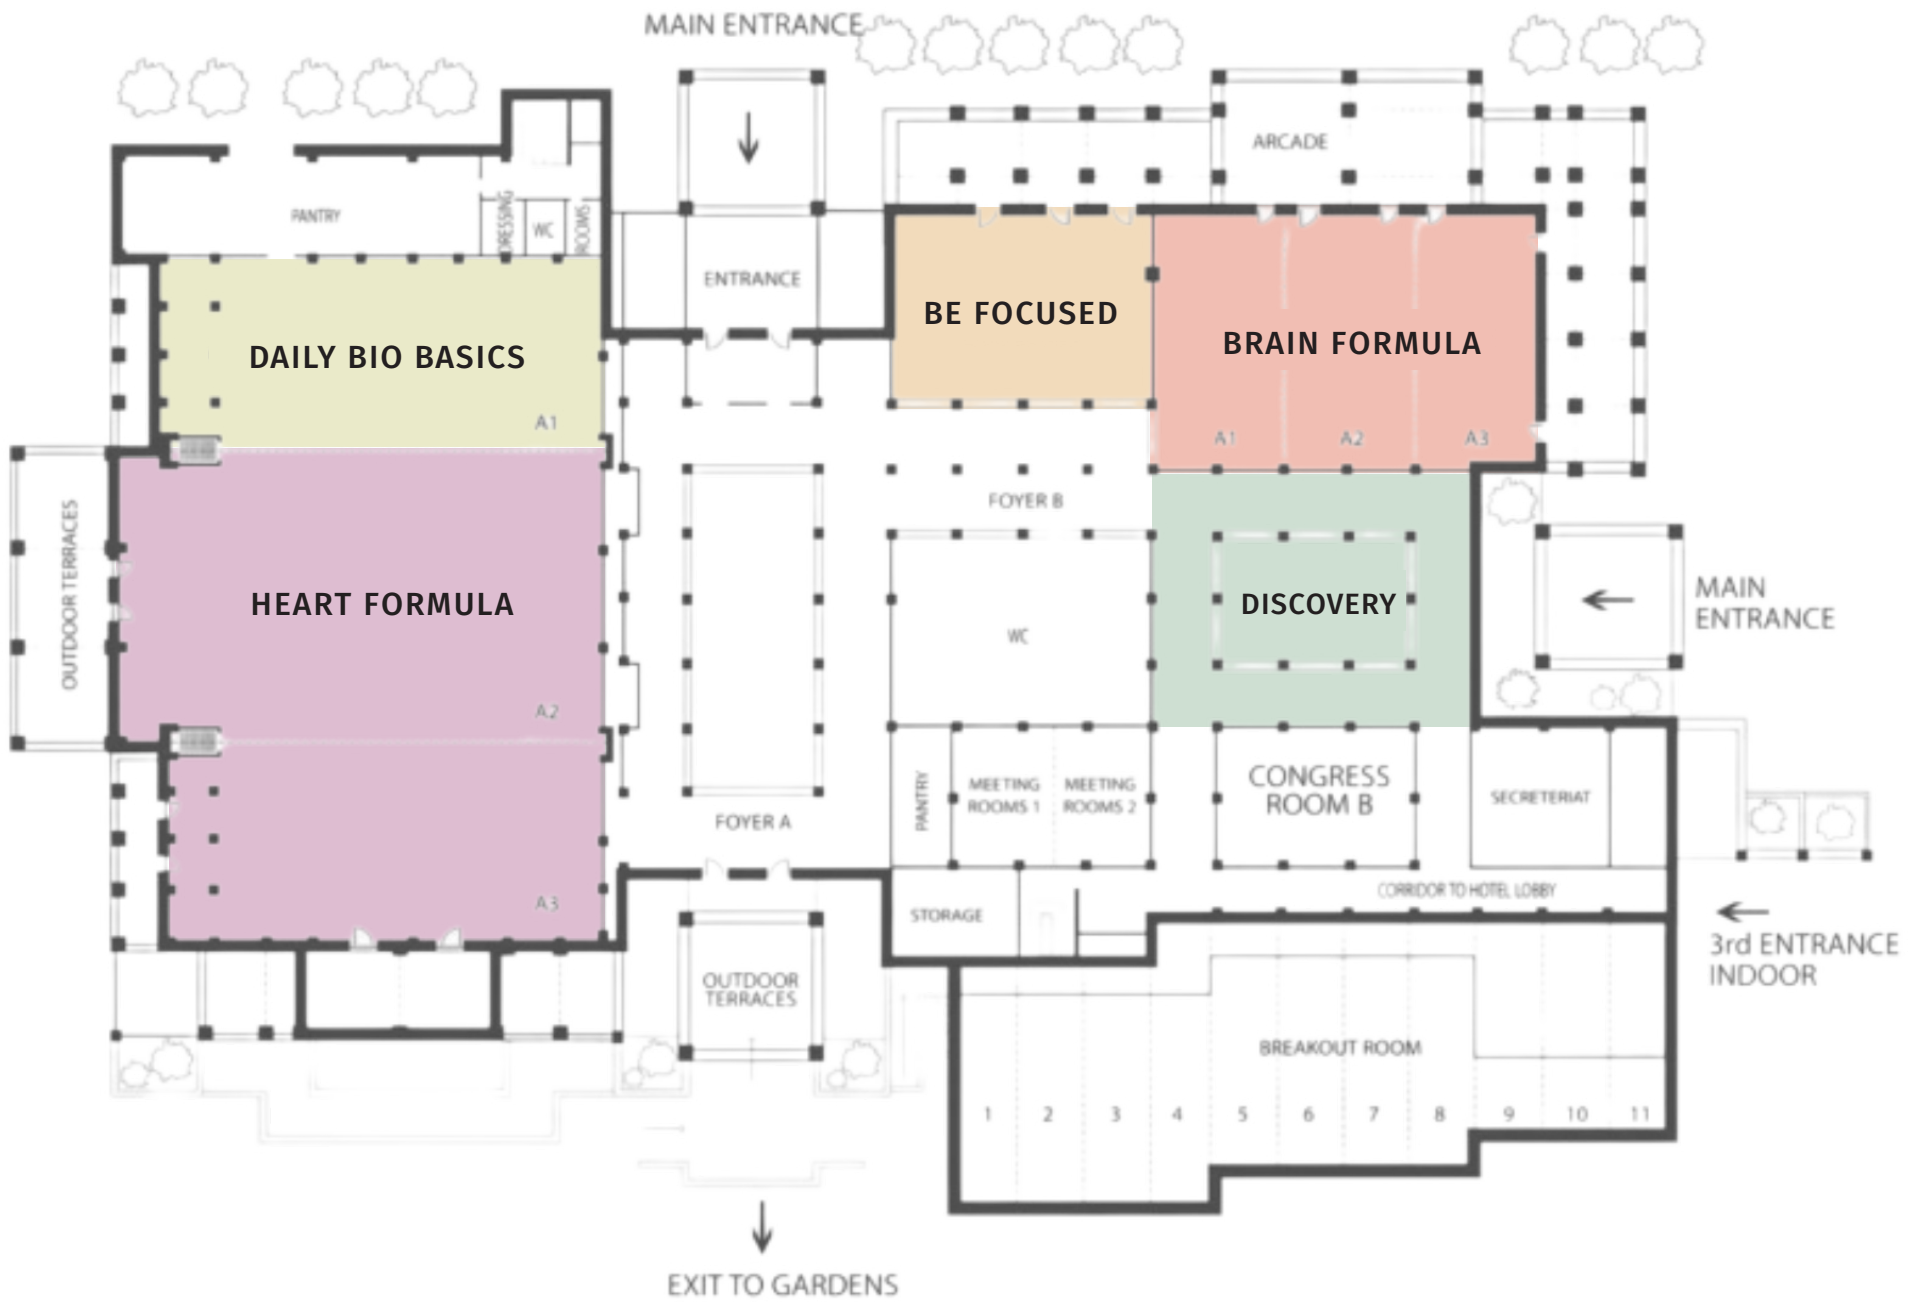 MAIN ENTRANCE
ARCADE
PANTRY
DRESSING
WC
ROOMS
ENTRANCE
BE FOCUSED
BRAIN FORMULA
DAILY BIO BASICS
A1
A1
A2
A3
FOYER B
OUTDOOR TERRACES
HEART FORMULA
DISCOVERY
MAIN
ENTRANCE
WC
A2
PANTRY
MEETING
ROOMS 1
MEETING
ROOMS 2
CONGRESS
ROOM B
SECRETERIAT
FOYER A
A3
STORAGE
CORRIDOR TO HOTEL LOBBY
3rd ENTRANCE
INDOOR
OUTDOOR
TERRACES
BREAKOUT ROOM
1 2 3 4 5 6 7 8 9 10 11
EXIT TO GARDENS